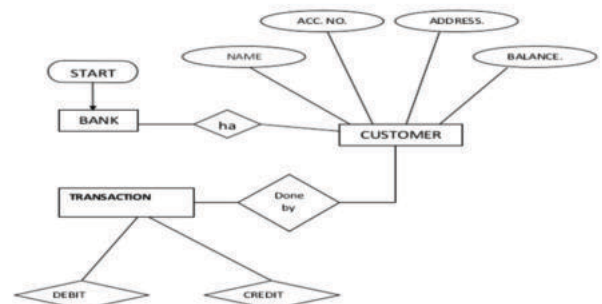 ACC. NO.
ADDRESS.
NAME
BALANCE.
START
BANK
ha
CUSTOMER
TRANSACTION
Done
by
DEBIT
CREDIT